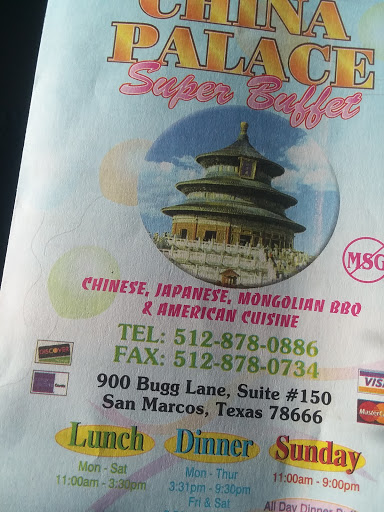 CHINA
PALACE
Super Buffet
MSG
CHINESE, JAPANESE, MONGOLIAN BBQ
& AMERICAN CUISINE
TEL: 512-878-0886
FAX: 512-878-0734
DISCOVER
900 Bugg Lane, Suite #150
San Marcos, Texas 78666
VISA
Lunch Dinner Sunday
Mon - Sat
11:00am - 3:30pm
Mon - Thur
3:31pm - 9:30pm
Fri & Sat
11:00am - 9:00pm
All Day Dinner